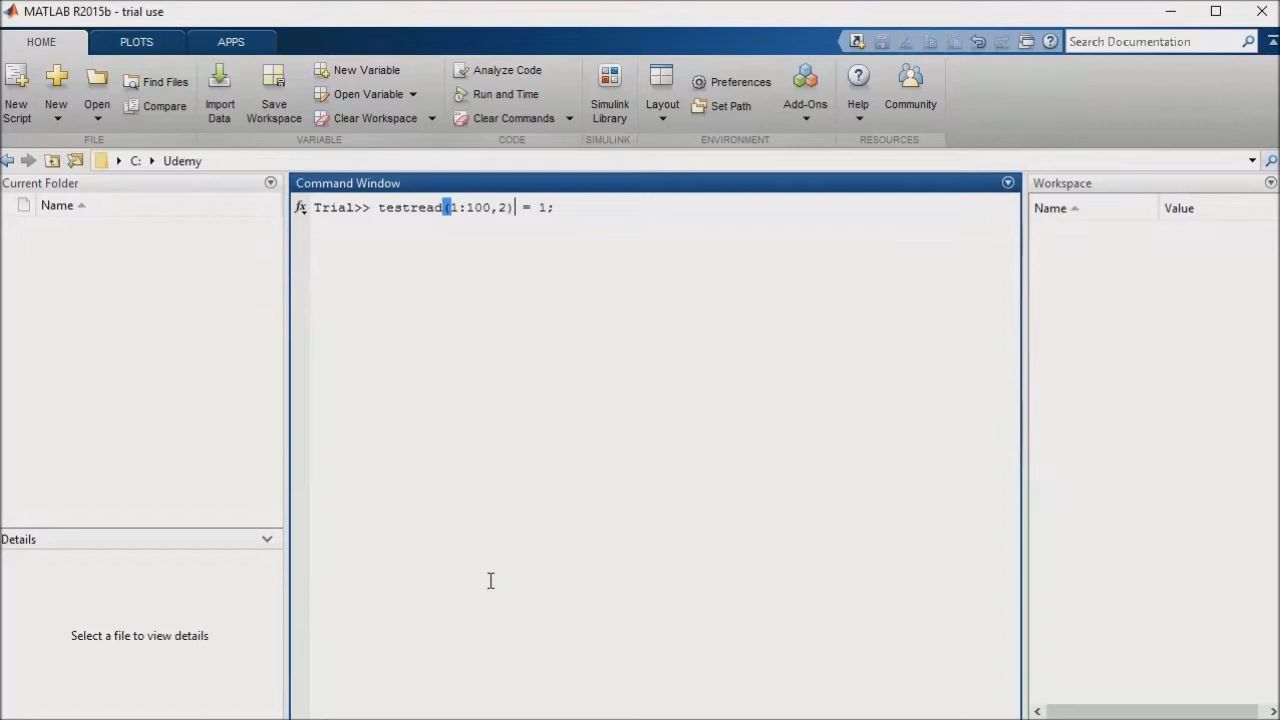 MATLAB R2015b - trial use
HOME PLOTS APPS Search Documentation
New Script New Open Find Files Compare Import Data Save Workspace New Variable Open Variable Clear Workspace Analyze Code Run and Time Clear Commands Simulink Library Layout Preferences Set Path Add-Ons Help Community
FILE VARIABLE CODE SIMULINK ENVIRONMENT RESOURCES
C: Udemy
Current Folder
Name
Command Window
fx Trial>> testread(1:100,2) = 1;
Workspace
Name Value
Details
Select a file to view details